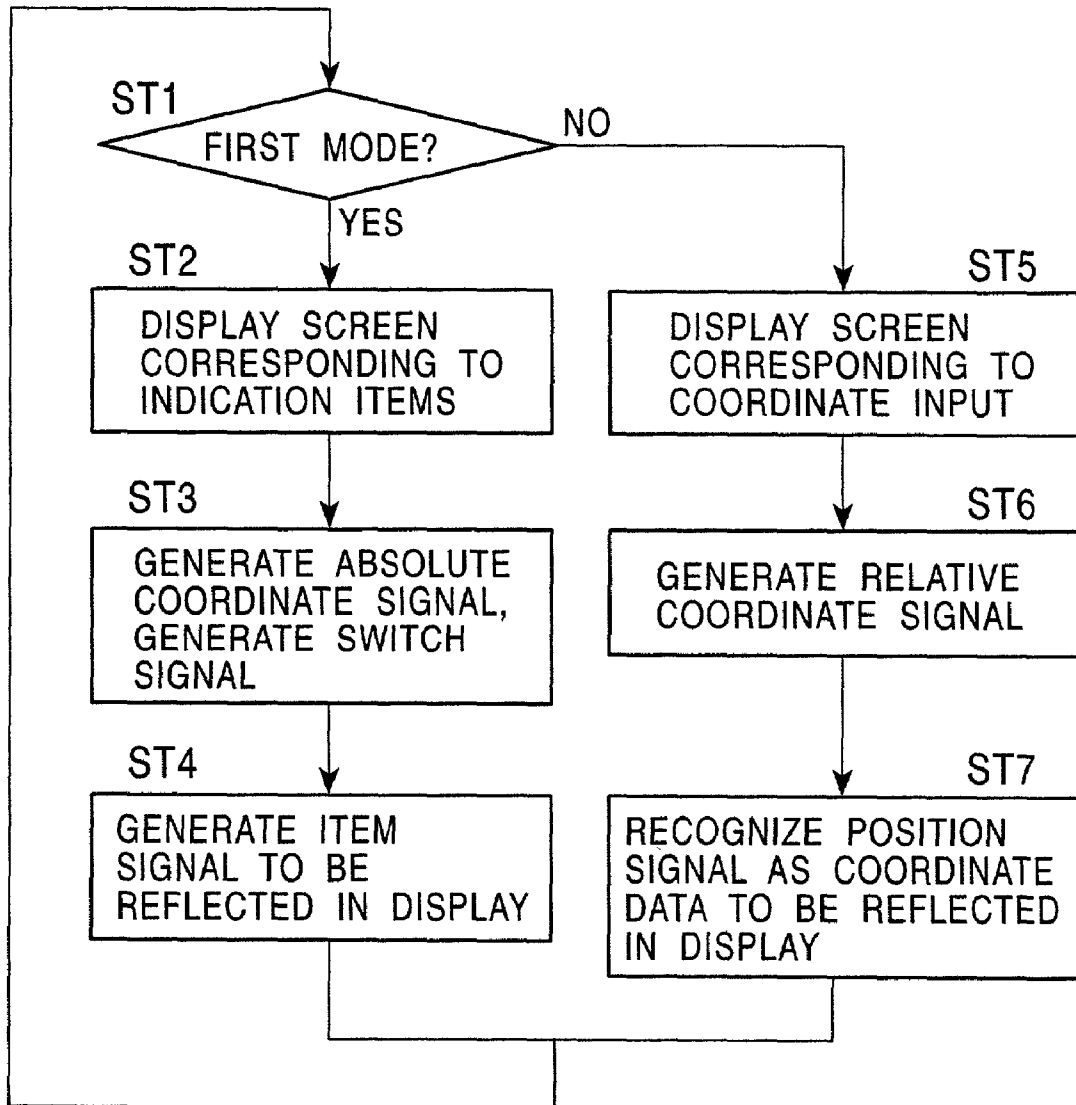 ST1
FIRST MODE?
NO
YES
ST2
DISPLAY SCREEN
CORRESPONDING TO
INDICATION ITEMS
ST3
GENERATE ABSOLUTE
COORDINATE SIGNAL,
GENERATE SWITCH
SIGNAL
ST4
GENERATE ITEM
SIGNAL TO BE
REFLECTED IN DISPLAY
ST5
DISPLAY SCREEN
CORRESPONDING TO
COORDINATE INPUT
ST6
GENERATE RELATIVE
COORDINATE SIGNAL
ST7
RECOGNIZE POSITION
SIGNAL AS COORDINATE
DATA TO BE REFLECTED
IN DISPLAY